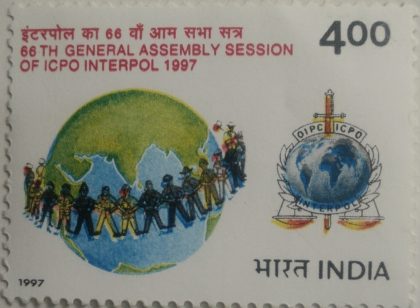 इंटरपोल का 66 वाँ आम सभा सत्र
66TH GENERAL ASSEMBLY SESSION
OF ICPO INTERPOL 1997
4.00
OIPC ICPO
INTERPOL
1997
भारत INDIA